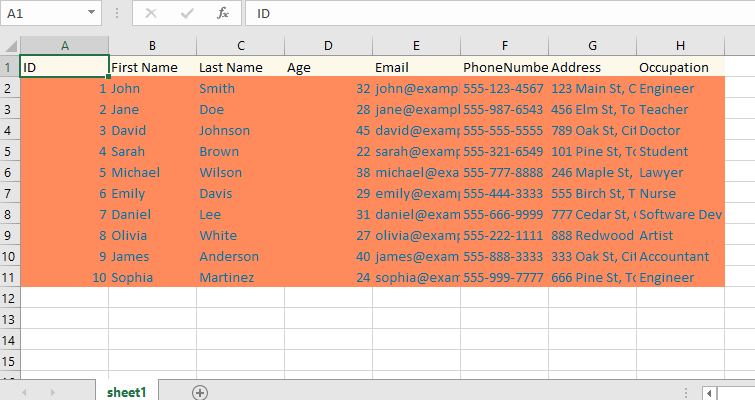 A1 fx ID
A B C D E F G H
1 ID First Name Last Name Age Email PhoneNumbe Address Occupation
2 1 John Smith 32 john@exampl 555-123-4567 123 Main St, C Engineer
3 2 Jane Doe 28 jane@exampl 555-987-6543 456 Elm St, To Teacher
4 3 David Johnson 45 david@exam 555-555-5555 789 Oak St, Cit Doctor
5 4 Sarah Brown 22 sarah@exam 555-321-6549 101 Pine St, To Student
6 5 Michael Wilson 38 michael@exa 555-777-8888 246 Maple St, Lawyer
7 6 Emily Davis 29 emily@exam 555-444-3333 555 Birch St, T Nurse
8 7 Daniel Lee 31 daniel@exam 555-666-9999 777 Cedar St, Software Dev
9 8 Olivia White 27 olivia@exam 555-222-1111 888 Redwood Artist
10 9 James Anderson 40 james@exam 555-888-3333 333 Oak St, Cit Accountant
11 10 Sophia Martinez 24 sophia@exam 555-999-7777 666 Pine St, To Engineer
12
13
14
15
sheet1